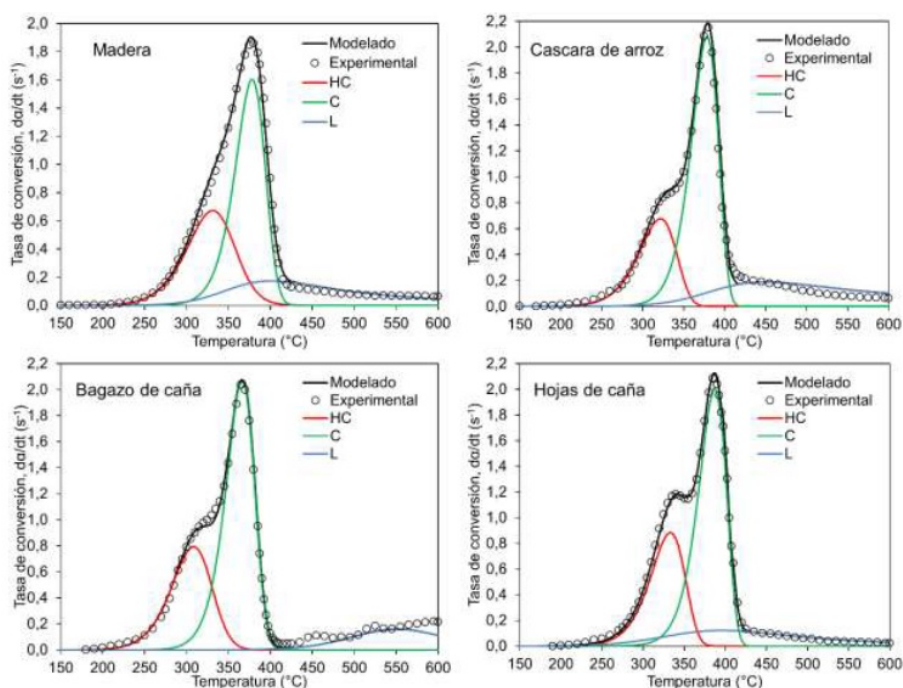 Madera
Modelado
Experimental
HC
C
L
Tasa de conversión, dα/dt (s⁻¹)
2,0
1,8
1,6
1,4
1,2
1,0
0,8
0,6
0,4
0,2
0,0
150 200 250 300 350 400 450 500 550 600
Temperatura (°C)
Cascara de arroz
Modelado
Experimental
HC
C
L
Tasa de conversión, dα/dt (s⁻¹)
2,2
2,0
1,8
1,6
1,4
1,2
1,0
0,8
0,6
0,4
0,2
0,0
150 200 250 300 350 400 450 500 550 600
Temperatura (°C)
Bagazo de caña
Modelado
Experimental
HC
C
L
Tasa de conversión, dα/dt (s⁻¹)
2,2
2,0
1,8
1,6
1,4
1,2
1,0
0,8
0,6
0,4
0,2
0,0
150 200 250 300 350 400 450 500 550 600
Temperatura (°C)
Hojas de caña
Modelado
Experimental
HC
C
L
Tasa de conversión, dα/dt (s⁻¹)
2,2
2,0
1,8
1,6
1,4
1,2
1,0
0,8
0,6
0,4
0,2
0,0
150 200 250 300 350 400 450 500 550 600
Temperatura (°C)